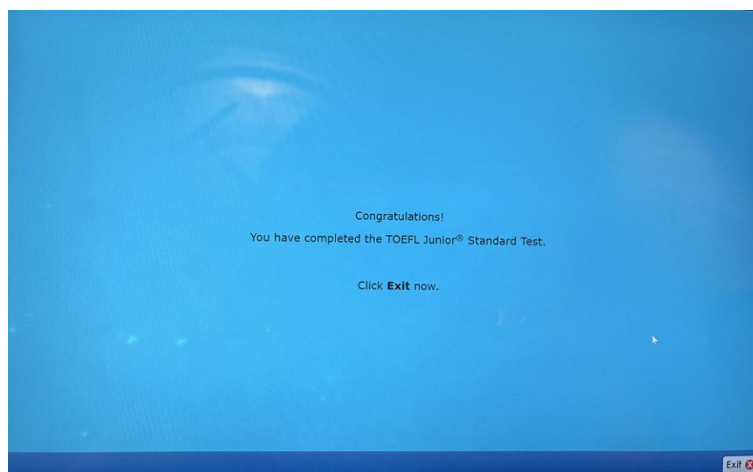 Congratulations!
You have completed the TOEFL Junior® Standard Test.
Click Exit now.
Exit